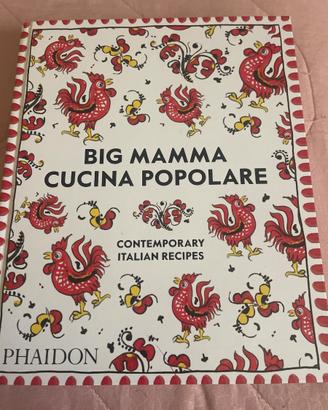 BIG MAMMA
CUCINA POPOLARE
CONTEMPORARY
ITALIAN RECIPES
PHAIDON